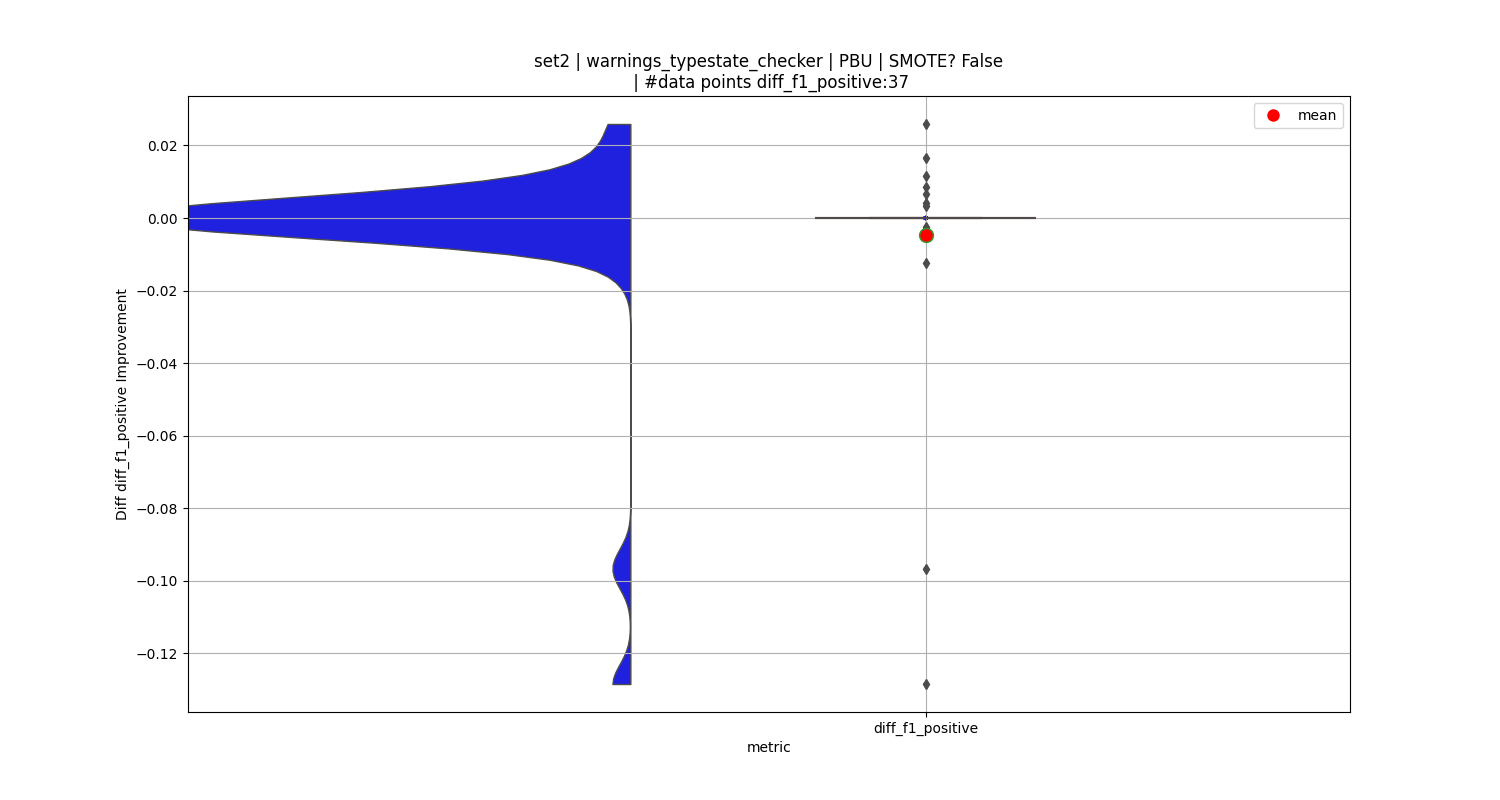 set2 | warnings_typestate_checker | PBU | SMOTE? False
| #data points diff_f1_positive:37
mean
0.02
0.00
−0.02
−0.04
−0.06
−0.08
−0.10
−0.12
Diff diff_f1_positive Improvement
diff_f1_positive
metric